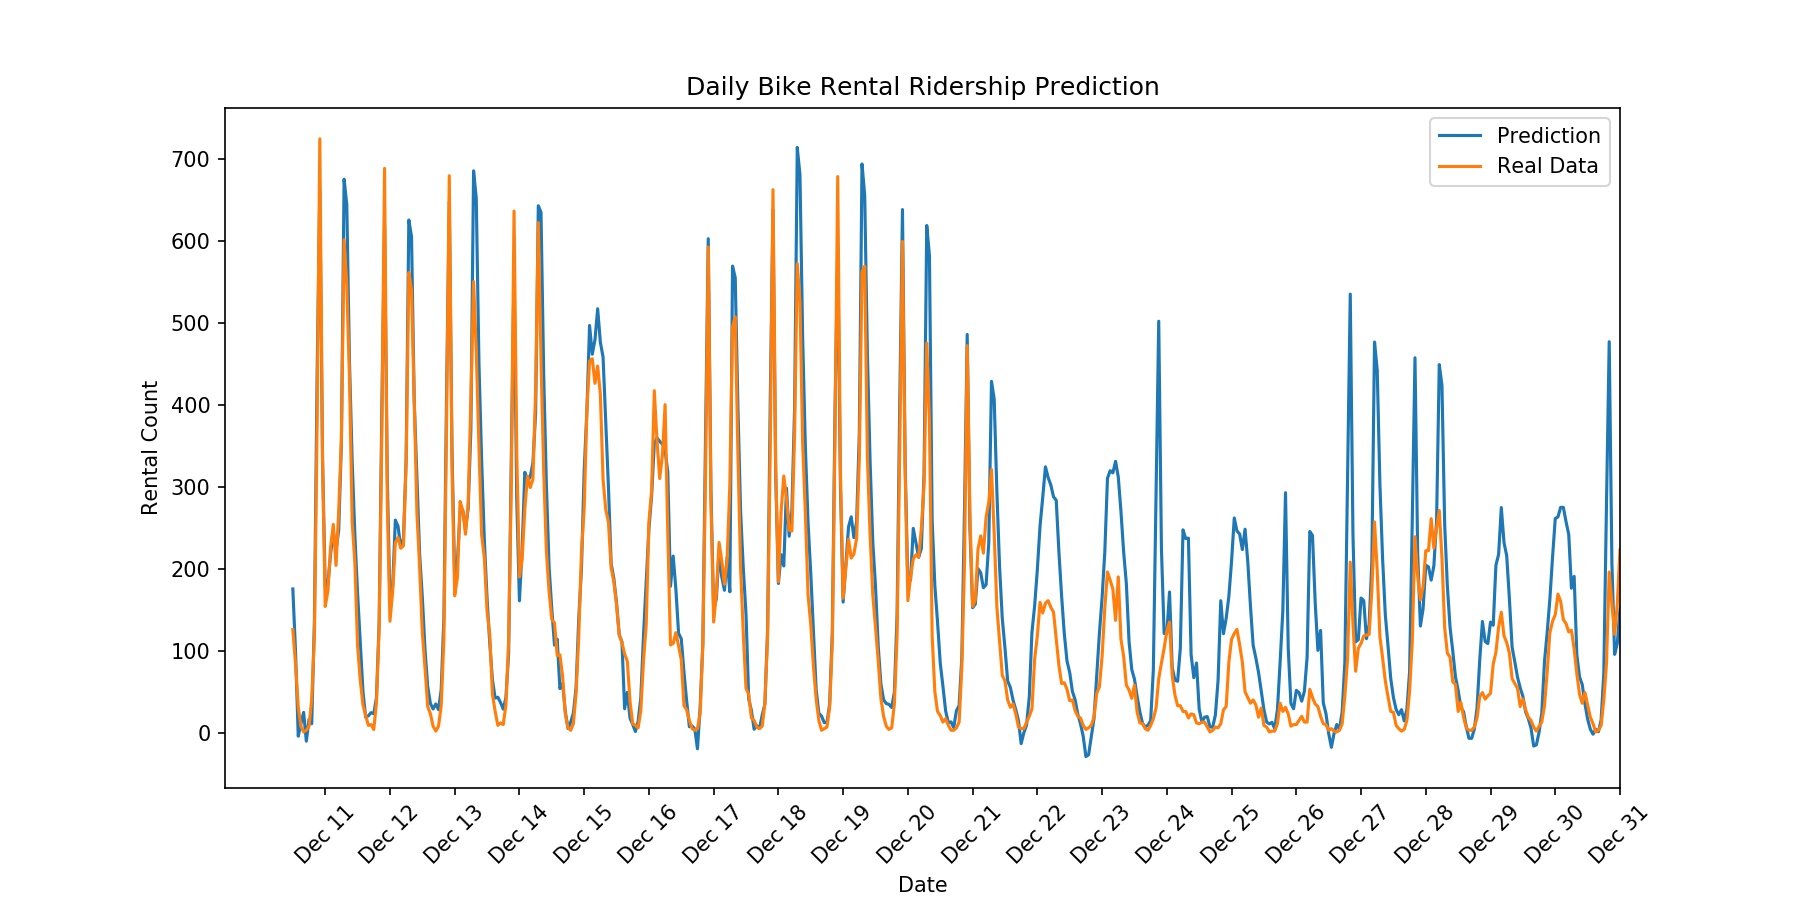 Daily Bike Rental Ridership Prediction
Prediction
Real Data
Rental Count
700
600
500
400
300
200
100
0
Dec 11
Dec 12
Dec 13
Dec 14
Dec 15
Dec 16
Dec 17
Dec 18
Dec 19
Dec 20
Dec 21
Dec 22
Dec 23
Dec 24
Dec 25
Dec 26
Dec 27
Dec 28
Dec 29
Dec 30
Dec 31
Date